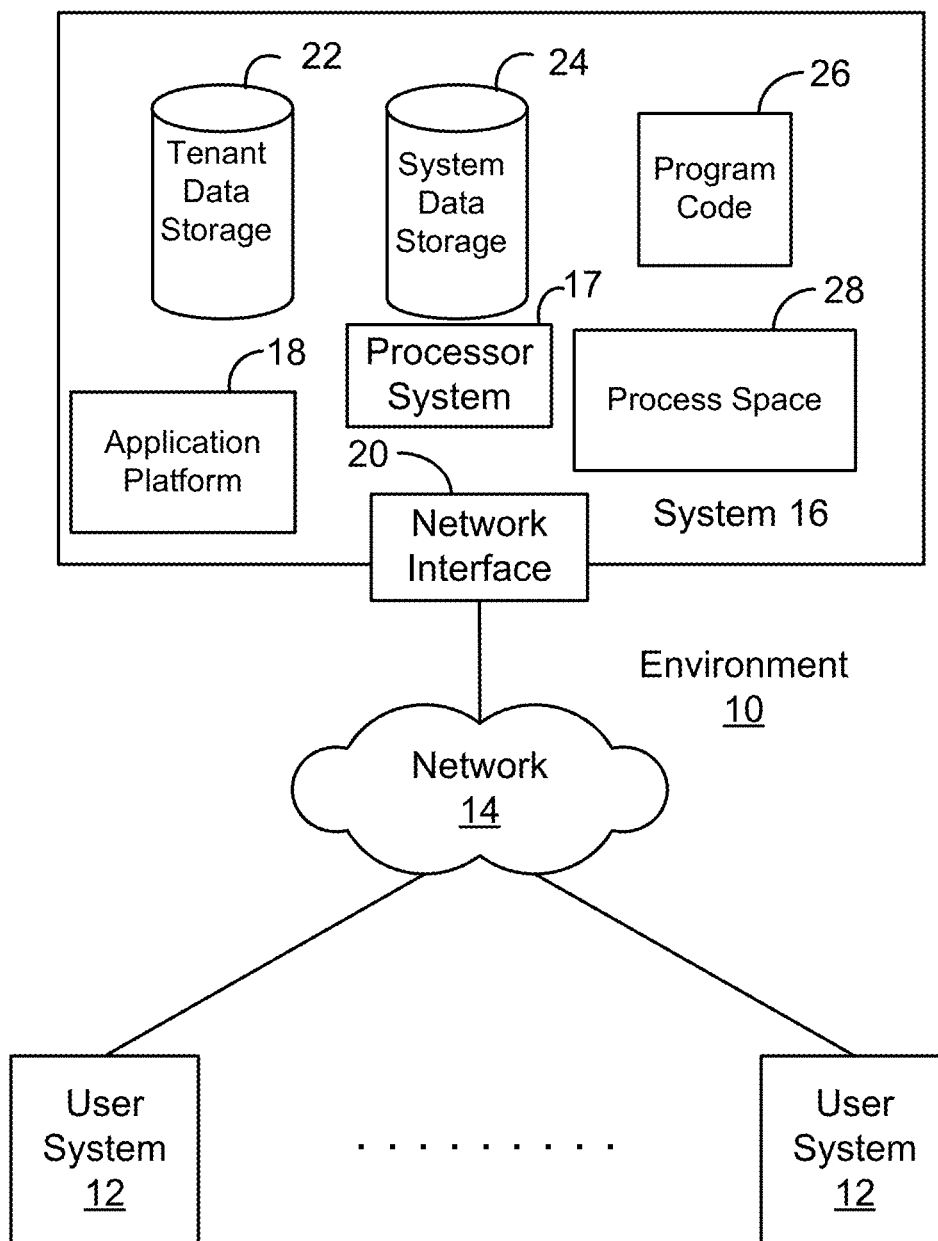 22
24
26
Tenant
Data
Storage
System
Data
Storage
Program
Code
17
28
18
Processor
System
Process Space
Application
Platform
20
Network
Interface
System 16
Environment
10
Network
14
User
System
12
. . . . . . . . .
User
System
12